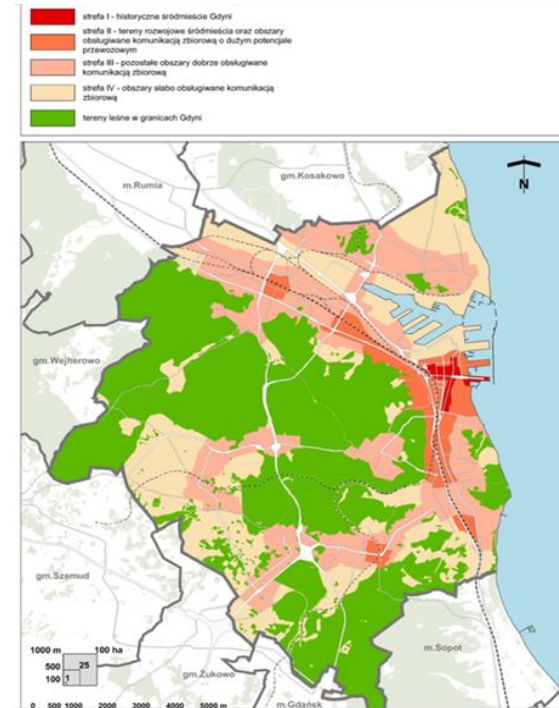 strefa I - historyczne śródmieście Gdyni
strefa II - tereny rozwojowe śródmieścia oraz obszary
obsługiwane komunikacją zbiorową o dużym potencjale
przewozowym
strefa III - pozostałe obszary dobrze obsługiwane
komunikacją zbiorową
strefa IV - obszary słabo obsługiwane komunikacją
zbiorową
tereny leśne w granicach Gdyni
gm.Kosakowo
m.Rumia
N
gm.Wejherowo
gm.Szemud
m.Sopot
1000 m 100 ha
500 25
100 1
gm.Żukowo
m.Gdańsk
0 500 1000 2000 3000 4000 5000 m